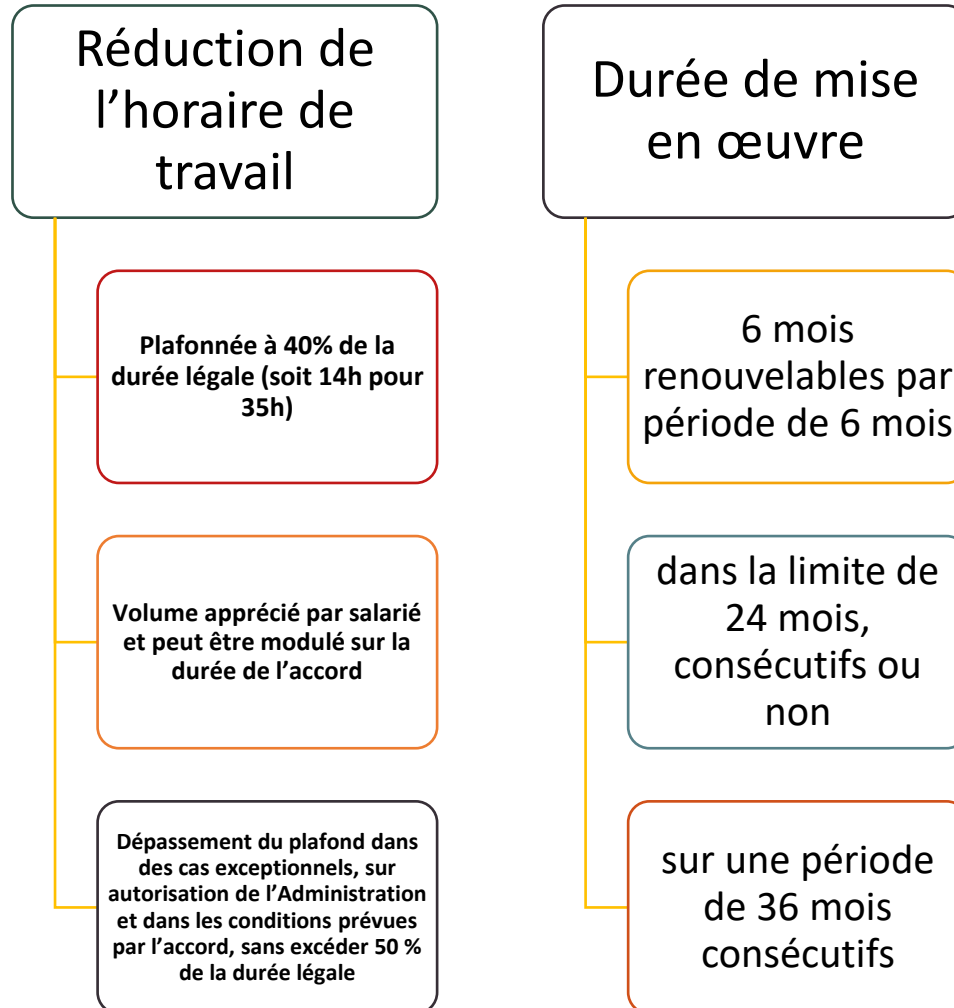 Réduction de
l’horaire de
travail
Plafonnée à 40% de la
durée légale (soit 14h pour
35h)
Volume apprécié par salarié
et peut être modulé sur la
durée de l’accord
Dépassement du plafond dans
des cas exceptionnels, sur
autorisation de l’Administration
et dans les conditions prévues
par l’accord, sans excéder 50 %
de la durée légale
Durée de mise
en œuvre
6 mois
renouvelables par
période de 6 mois
dans la limite de
24 mois,
consécutifs ou
non
sur une période
de 36 mois
consécutifs